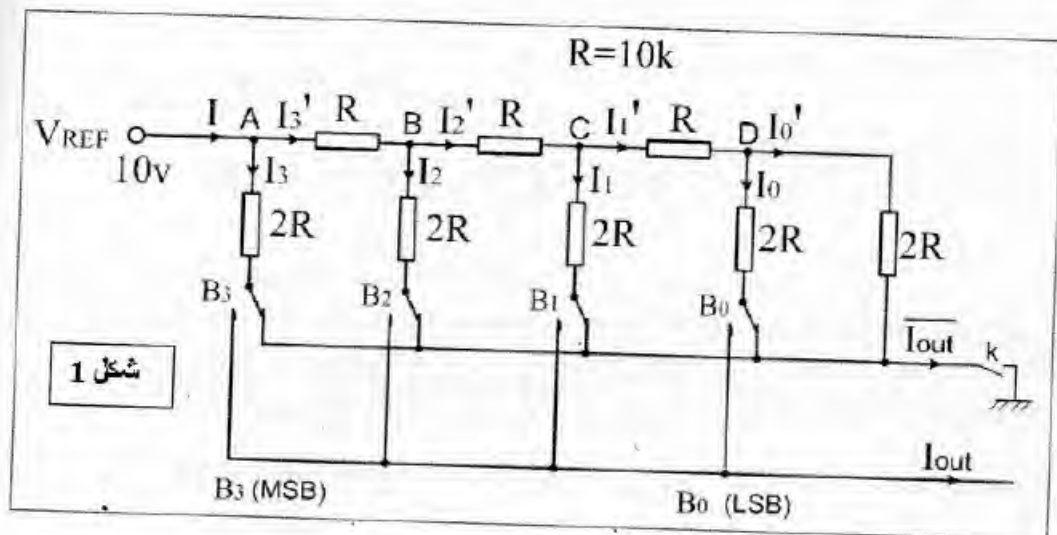 R=10k
I A I3' R B I2' R C I1' R D I0'
VREF
10v
I3 I2 I1 I0
2R 2R 2R 2R 2R
B3 B2 B1 B0
Iout
k
شكل 1
Iout
B3 (MSB) B0 (LSB)